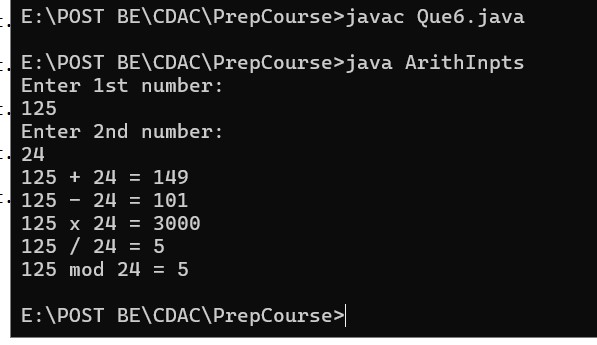 E:\POST BE\CDAC\PrepCourse>javac Que6.java
E:\POST BE\CDAC\PrepCourse>java ArithInpts
Enter 1st number:
125
Enter 2nd number:
24
125 + 24 = 149
125 - 24 = 101
125 x 24 = 3000
125 / 24 = 5
125 mod 24 = 5
E:\POST BE\CDAC\PrepCourse>